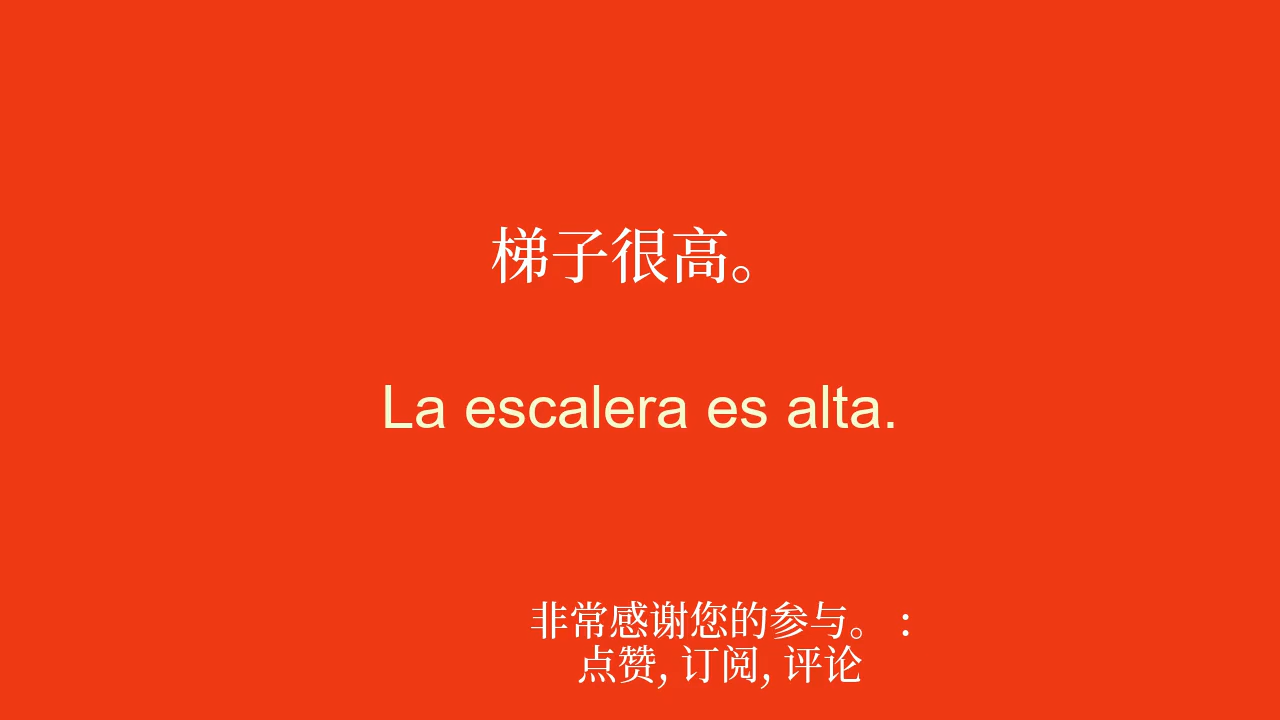 梯子很高。
La escalera es alta.
非常感谢您的参与。 :
点赞, 订阅, 评论